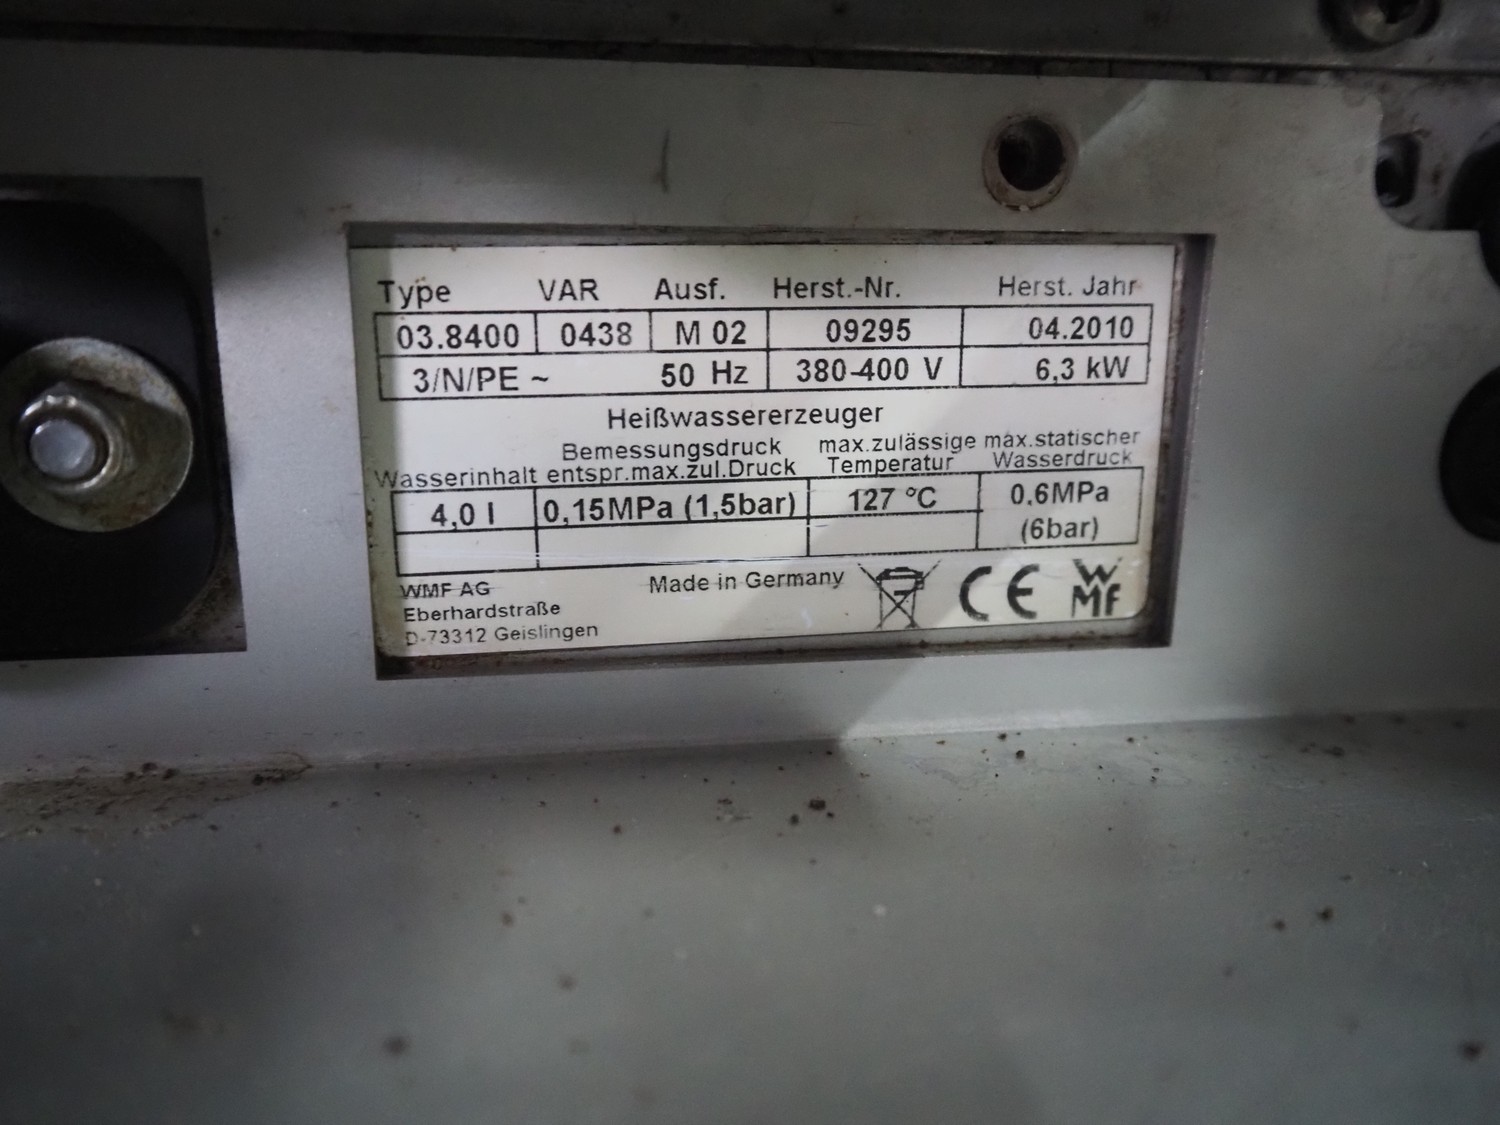 Type VAR Ausf. Herst.-Nr. Herst. Jahr
03.8400 0438 M 02 09295 04.2010
3/N/PE ~ 50 Hz 380-400 V 6,3 kW
Heißwassererzeuger
Bemessungsdruck max.zulässige max.statischer
Wasserinhalt entspr.max.zul.Druck Temperatur Wasserdruck
4,0 l 0,15MPa (1,5bar) 127 °C 0.6MPa
(6bar)
WMF AG Made in Germany CE WMF
Eberhardstraße
D-73312 Geislingen